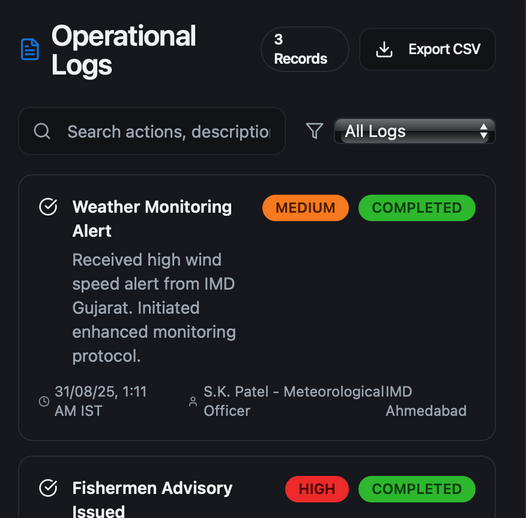 Operational
Logs
3
Records
Export CSV
Search actions, descriptio
All Logs
Weather Monitoring
Alert
MEDIUM
COMPLETED
Received high wind
speed alert from IMD
Gujarat. Initiated
enhanced monitoring
protocol.
31/08/25, 1:11
AM IST
S.K. Patel - Meteorological
Officer
IMD
Ahmedabad
Fishermen Advisory
Issued
HIGH
COMPLETED